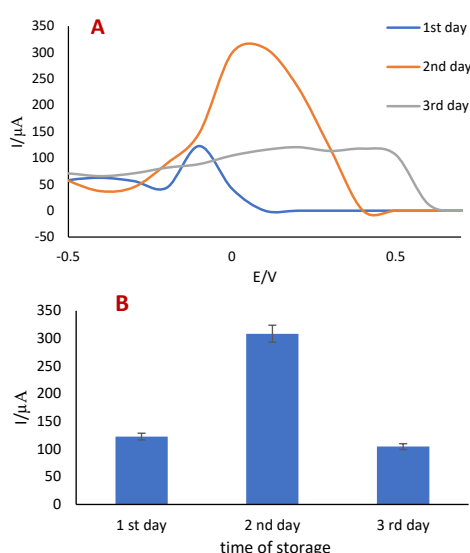 A
350
300
250
200
150
100
50
0
-50
I/µA
-0.5
0
0.5
E/V
1st day
2nd day
3rd day
B
350
300
250
200
150
100
50
0
I/µA
1 st day
2 nd day
3 rd day
time of storage